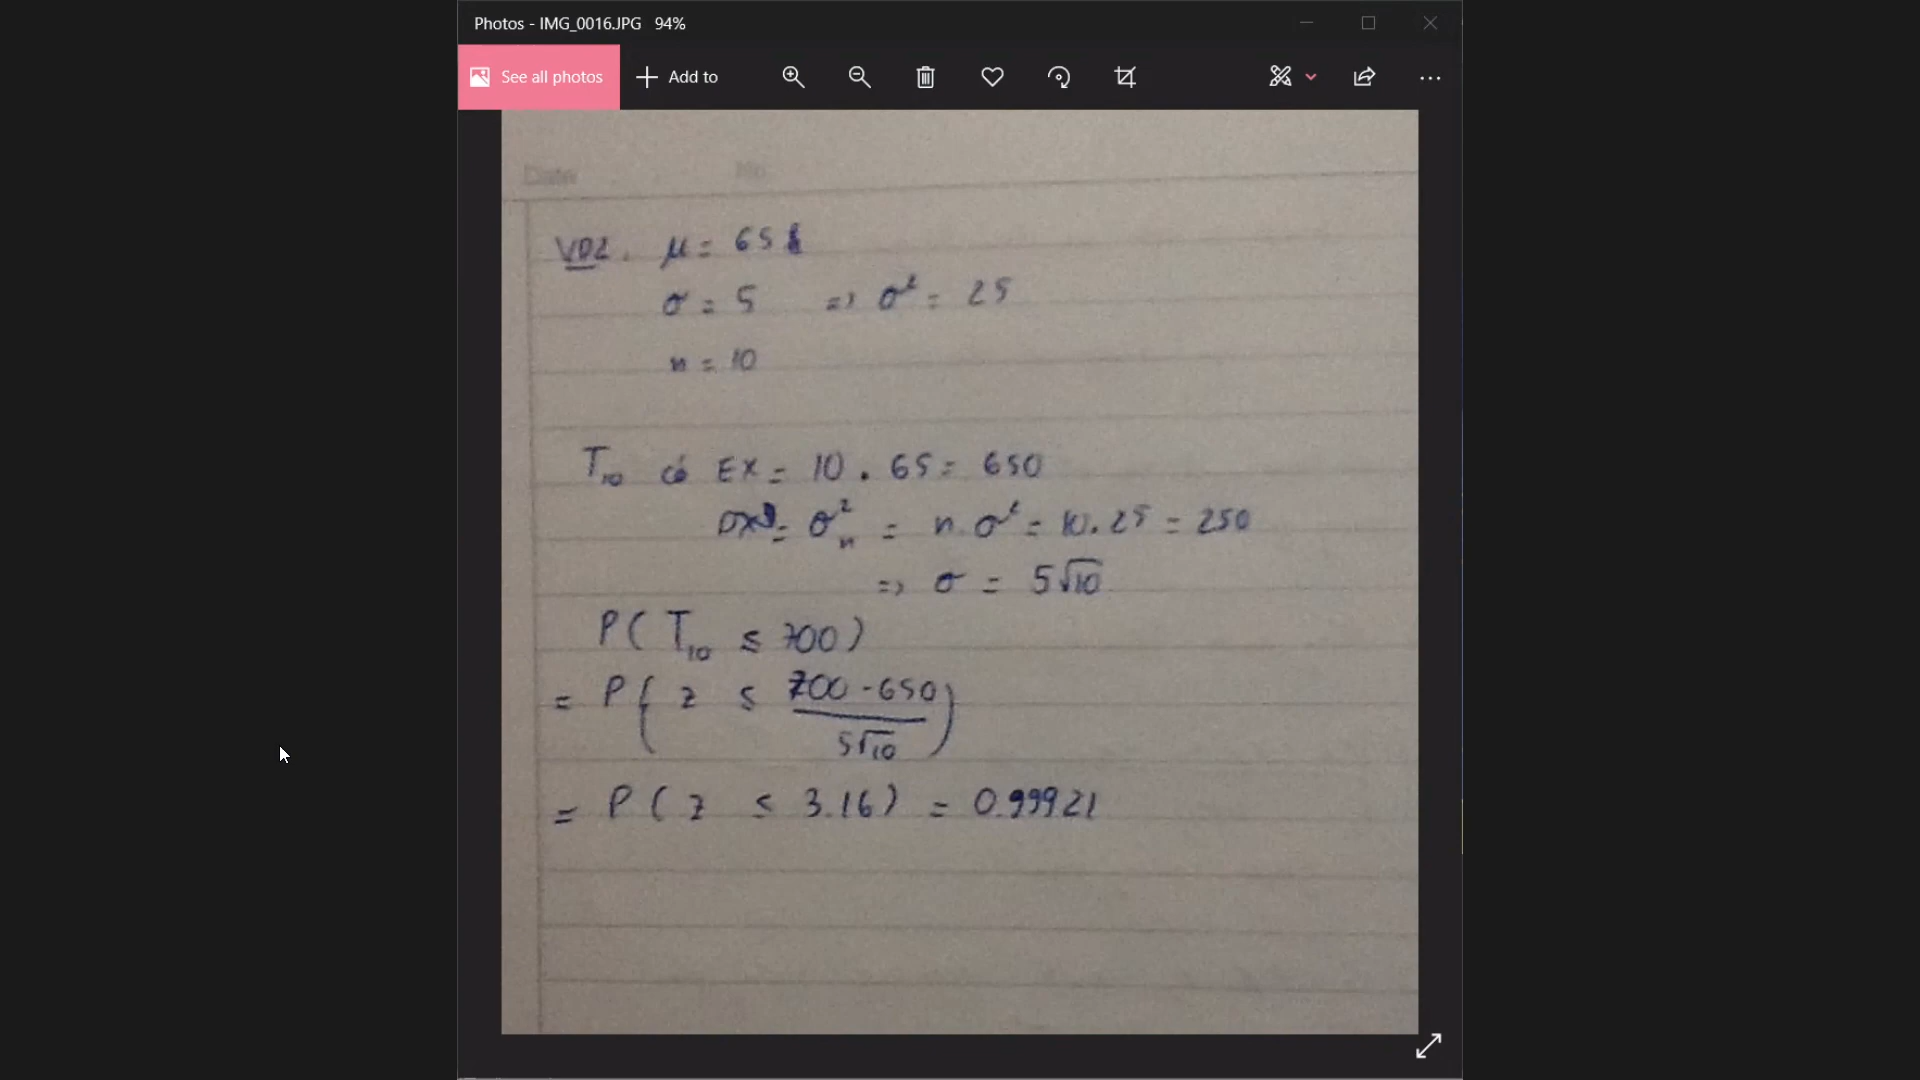 Photos - IMG_0016.JPG 94%
See all photos
Add to
Date No.
VD2. μ = 65
σ = 5 => σ² = 25
n = 10
T₁₀ có EX = 10 . 65 = 650
DX = σ²ₙ = n.σ² = 10.25 = 250
=> σ = 5√10
P( T₁₀ ≤ 700 )
= P( z ≤ 700 - 650 / 5√10 )
= P ( z ≤ 3.16 ) = 0.99921